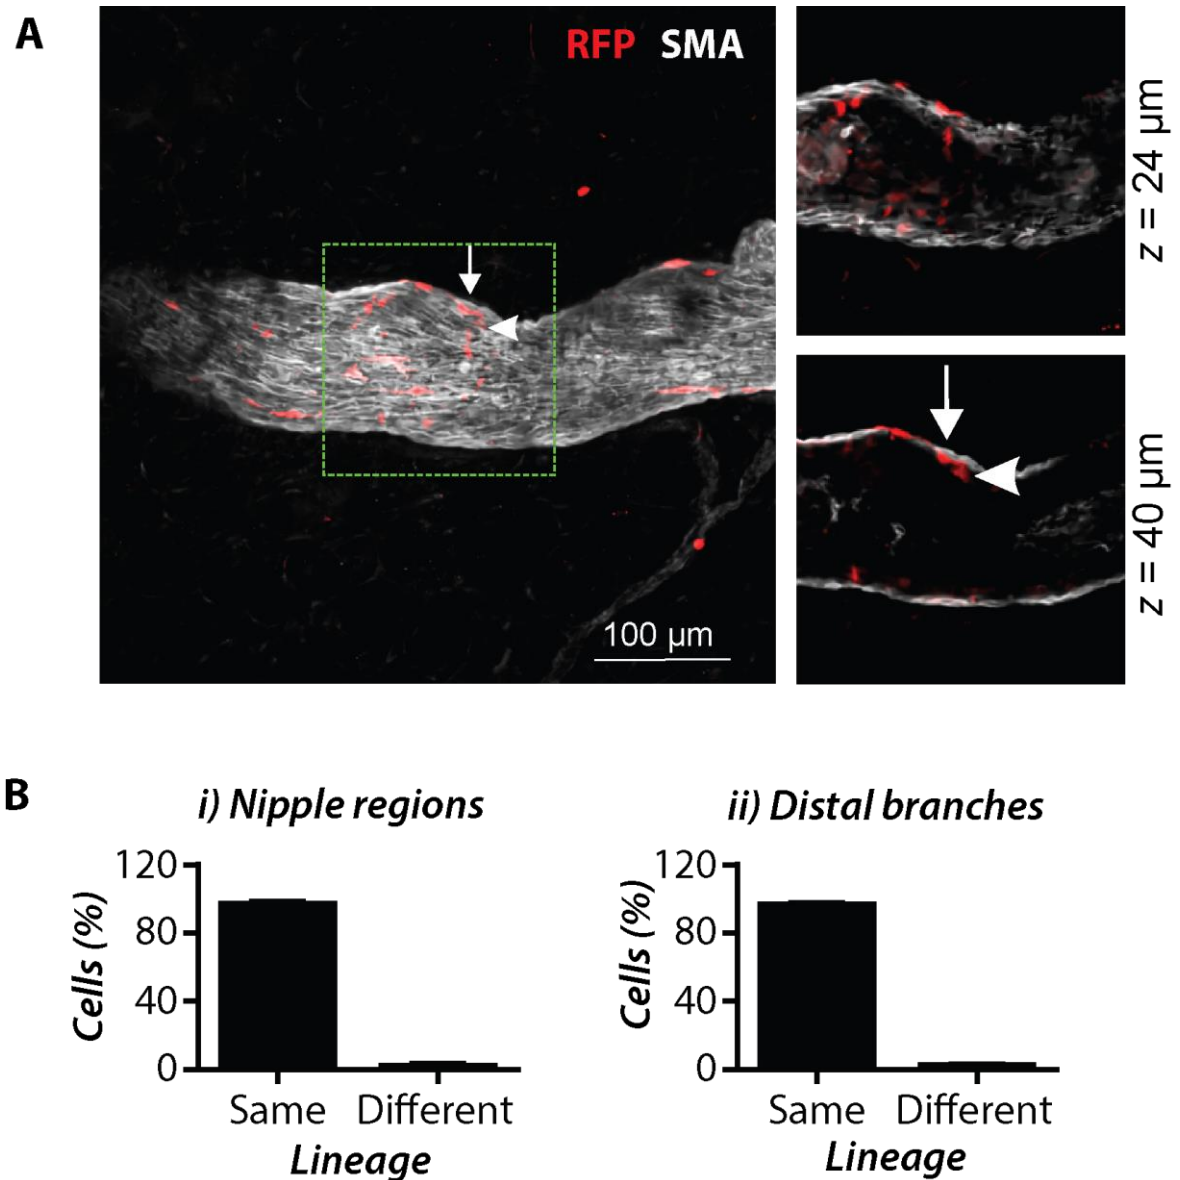 A
RFP SMA
100 µm
z = 24 µm
z = 40 µm
B
i) Nipple regions
120
80
40
0
Cells (%)
Same Different
Lineage
ii) Distal branches
120
80
40
0
Cells (%)
Same Different
Lineage